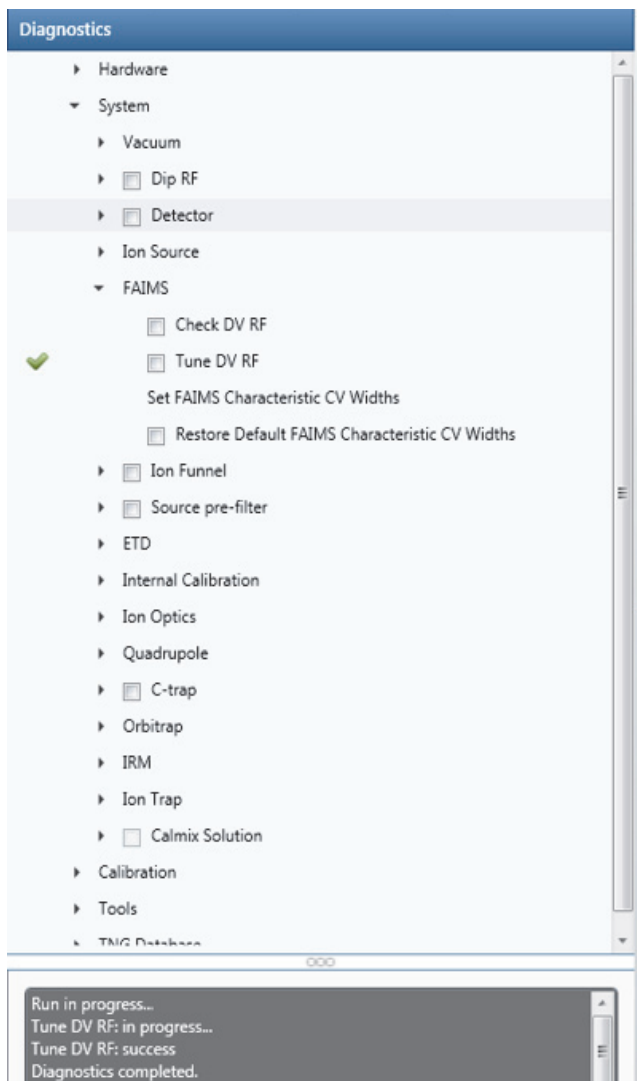 Diagnostics
Hardware
System
Vacuum
Dip RF
Detector
Ion Source
FAIMS
Check DV RF
Tune DV RF
Set FAIMS Characteristic CV Widths
Restore Default FAIMS Characteristic CV Widths
Ion Funnel
Source pre-filter
ETD
Internal Calibration
Ion Optics
Quadrupole
C-trap
Orbitrap
IRM
Ion Trap
Calmix Solution
Calibration
Tools
TNG Database
Run in progress...
Tune DV RF: in progress...
Tune DV RF: success
Diagnostics completed.